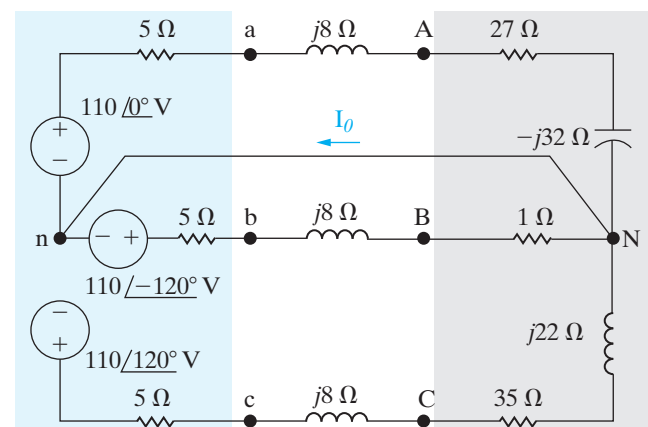 5 Ω a j8 Ω A 27 Ω
110 /0° V
I0
−j32 Ω
+
−
5 Ω b j8 Ω B 1 Ω
n − + N
110 /−120° V
−
+
j22 Ω
110/120° V
5 Ω c j8 Ω C 35 Ω